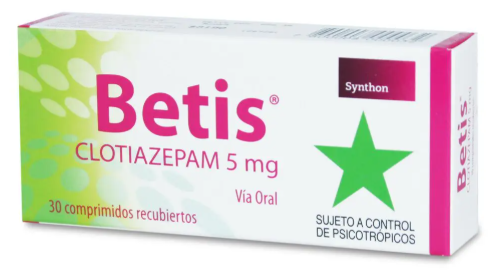 Betis®
CLOTIAZEPAM 5 mg
Vía Oral
30 comprimidos recubiertos
Synthon
SUJETO A CONTROL
DE PSICOTRÓPICOS
Betis®